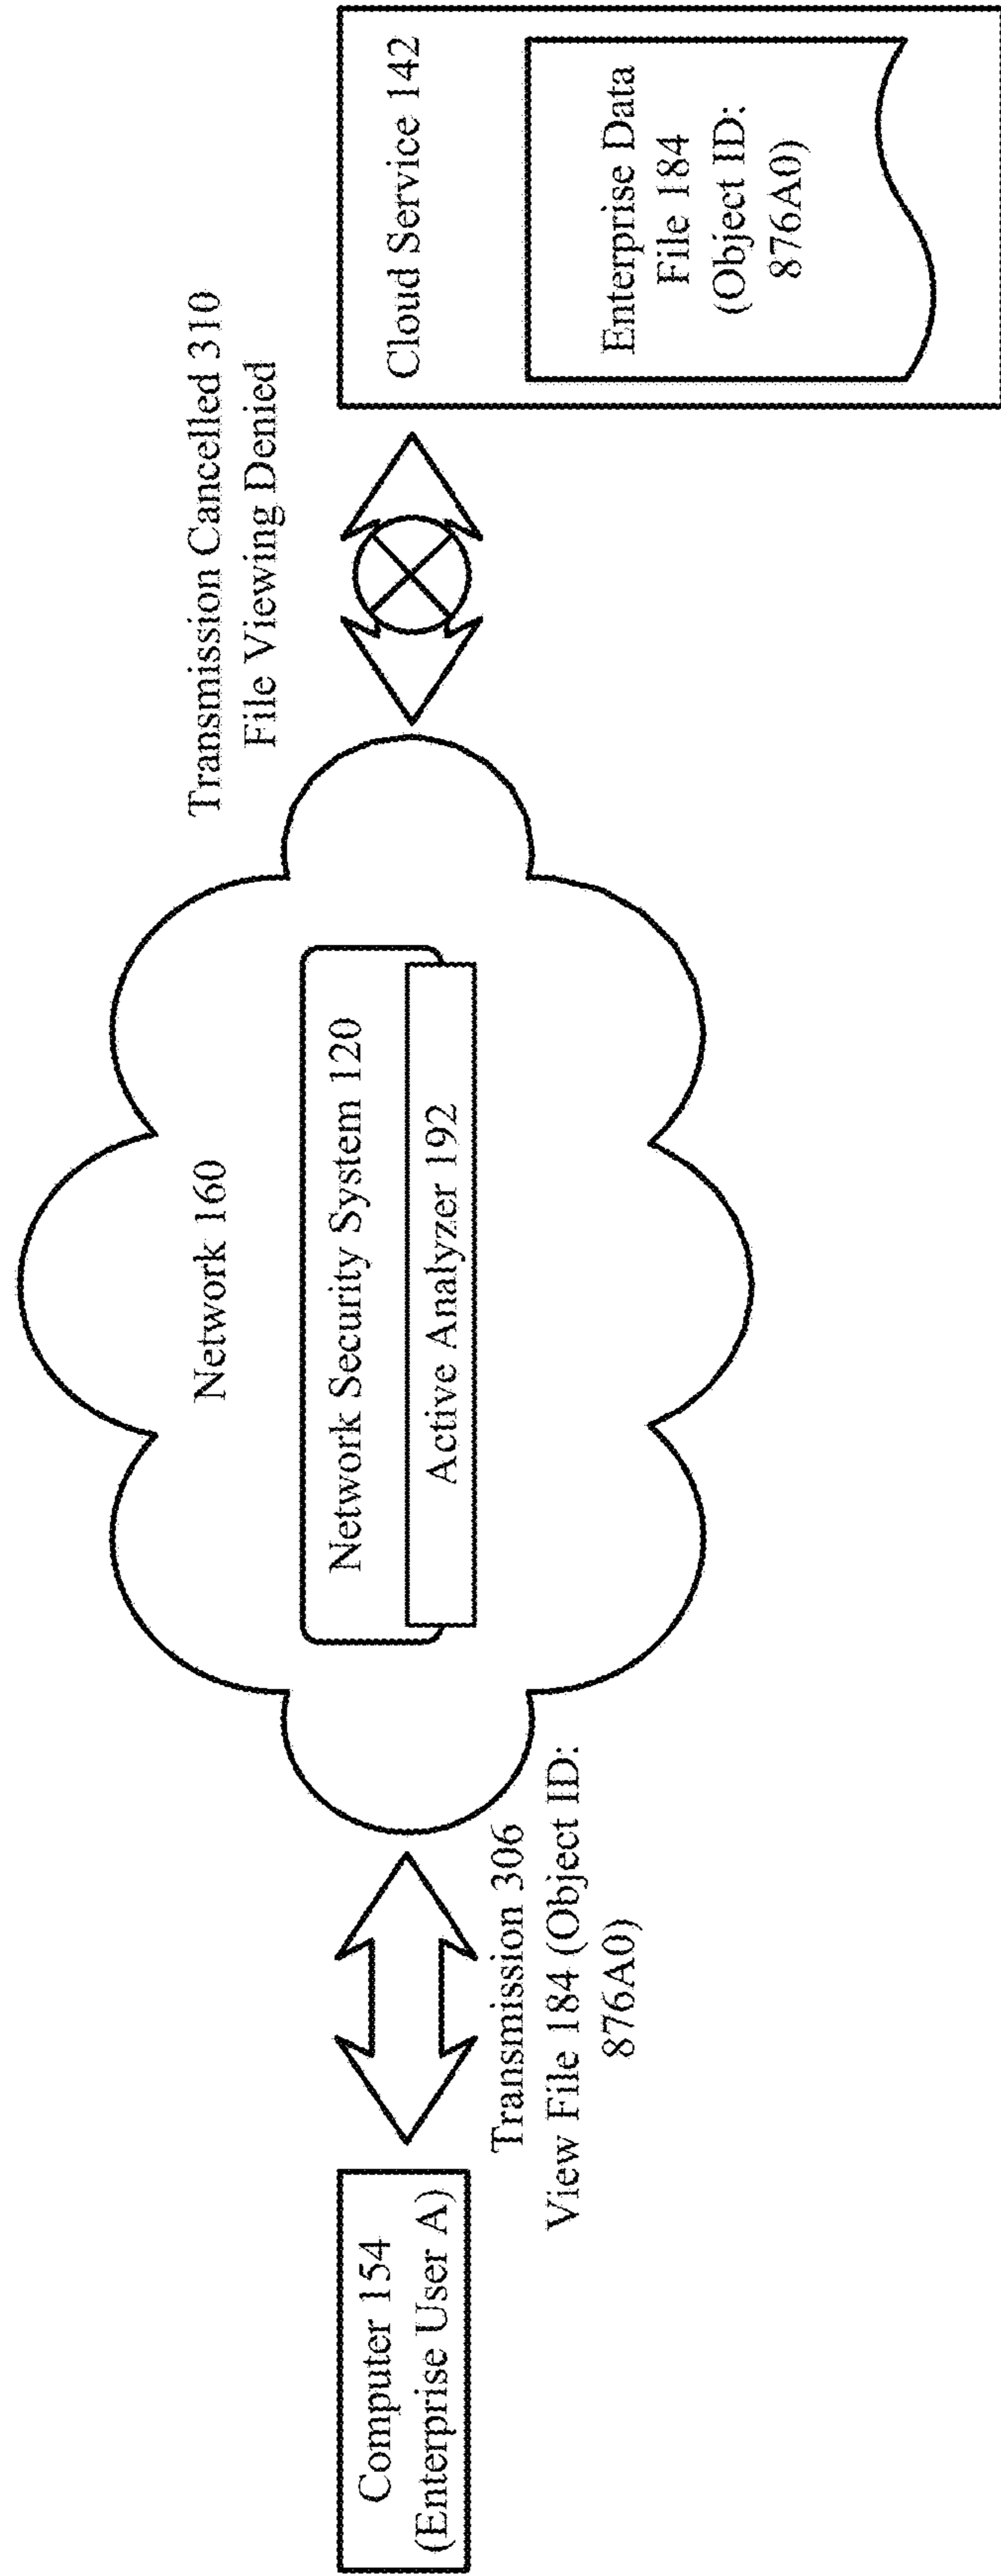 Computer 154
(Enterprise User A)
Transmission 306
View File 184 (Object ID:
876A0)
Network 160
Network Security System 120
Active Analyzer 192
Transmission Cancelled 310
File Viewing Denied
Cloud Service 142
Enterprise Data
File 184
(Object ID:
876A0)